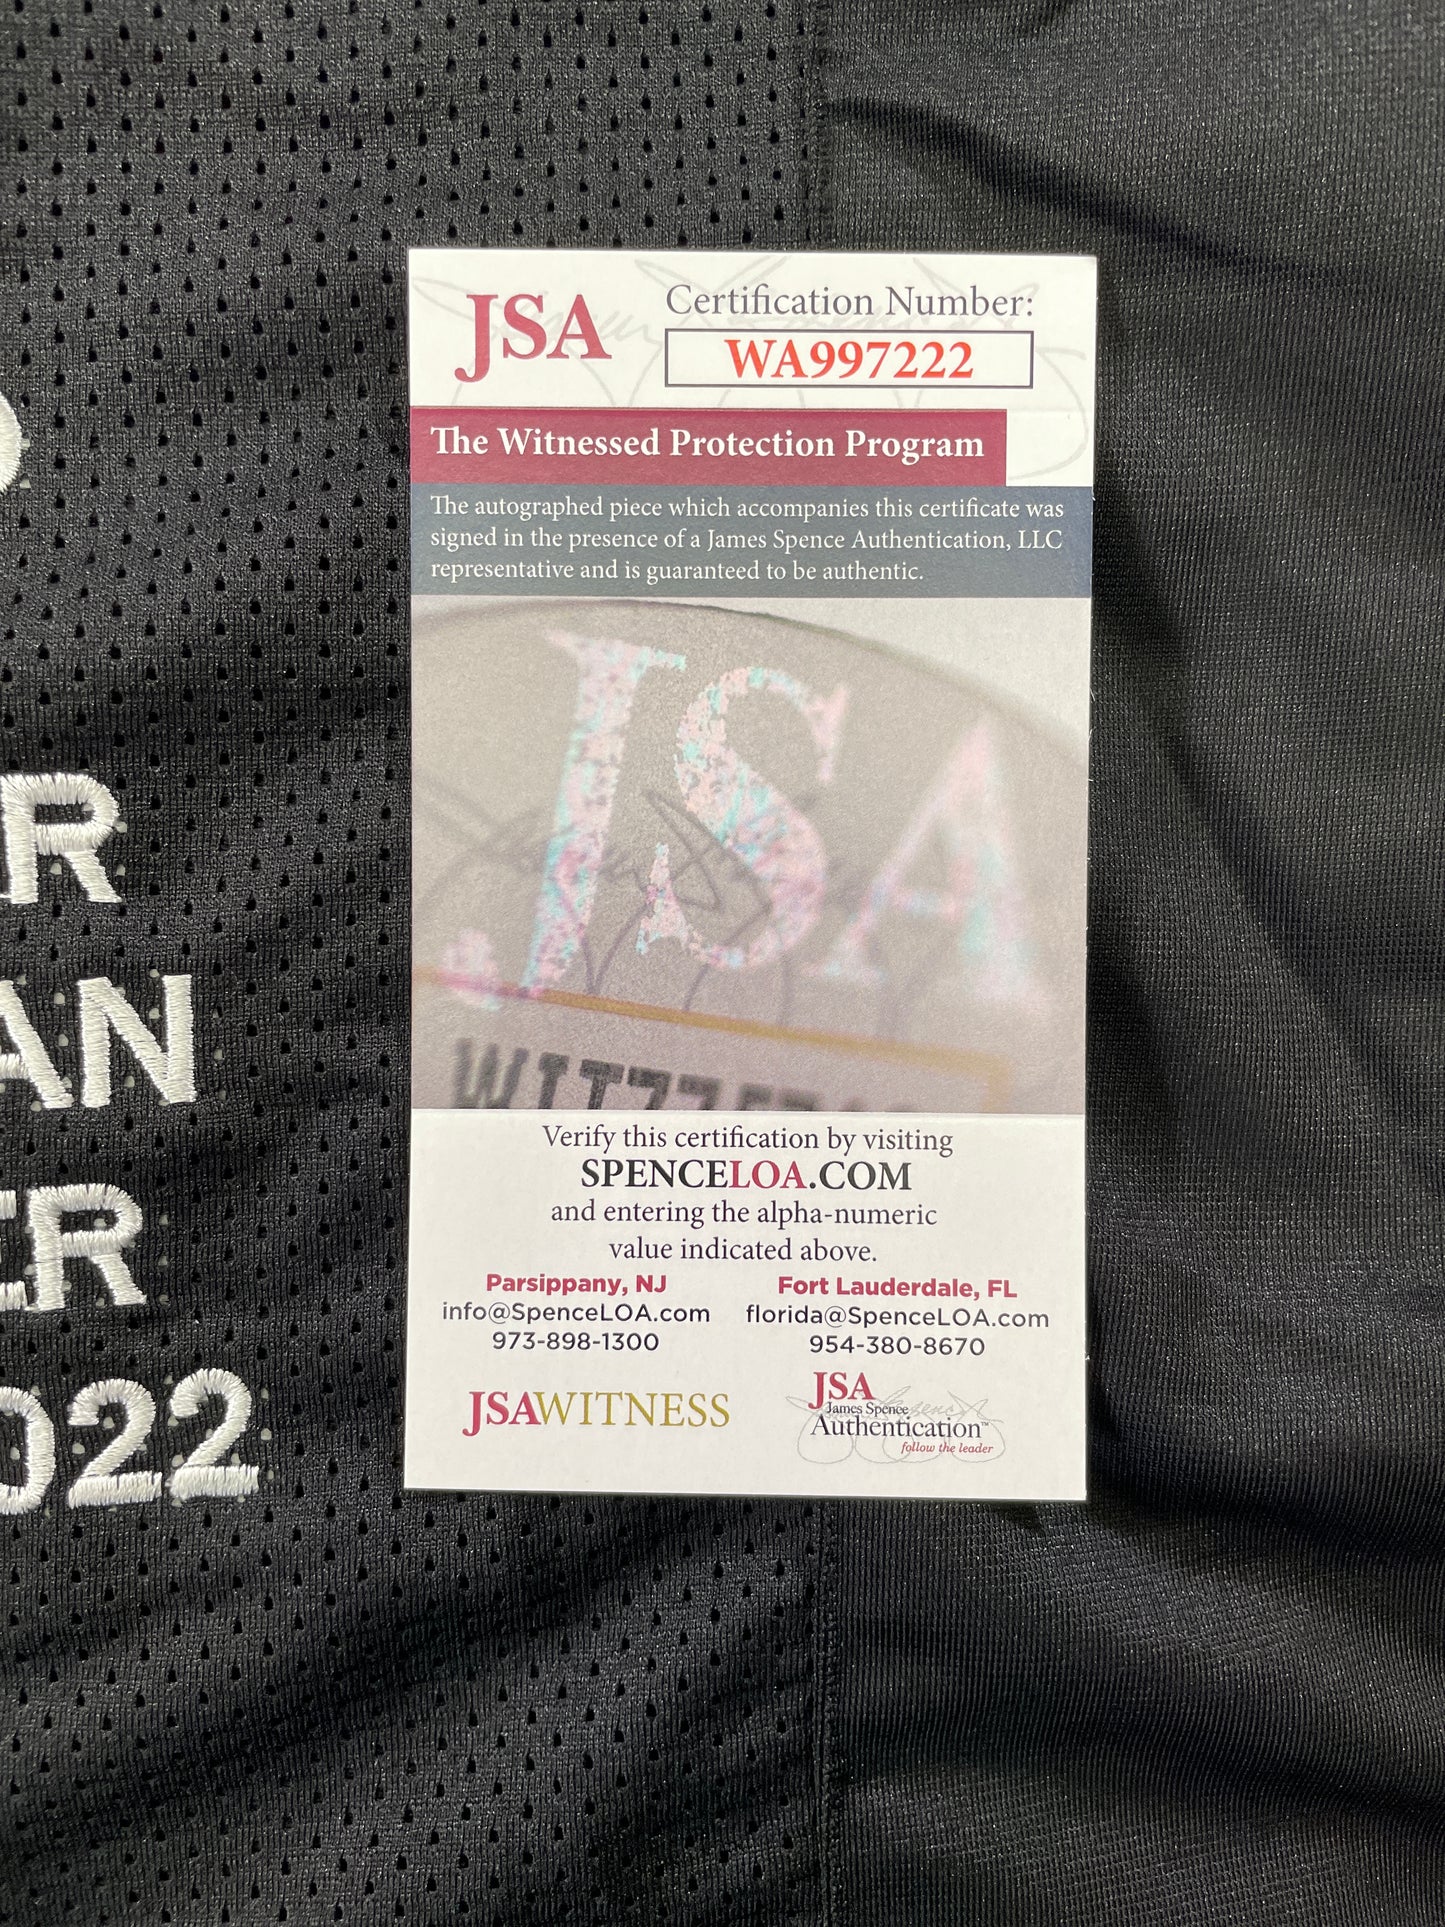 JSA
Certification Number:
WA997222
The Witnessed Protection Program
The autographed piece which accompanies this certificate was
signed in the presence of a James Spence Authentication, LLC
representative and is guaranteed to be authentic.
JSA
Verify this certification by visiting
SPENCELOA.COM
and entering the alpha-numeric
value indicated above.
Parsippany, NJ
info@SpenceLOA.com
973-898-1300
Fort Lauderdale, FL
florida@SpenceLOA.com
954-380-8670
JSAWITNESS
JSA
James Spence
Authentication™
follow the leader
R
AN
ER
022